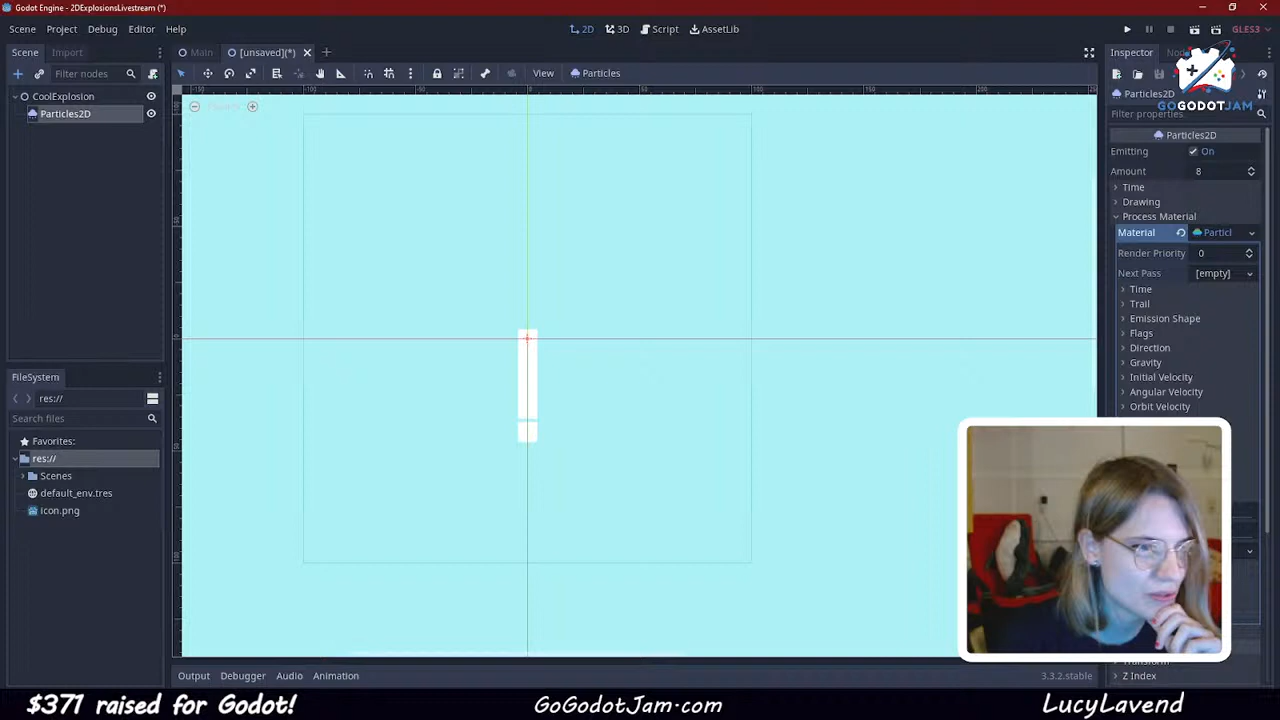 Godot Engine - 2DExplosionsLivestream (*)
Scene Project Debug Editor Help
2D 3D Script AssetLib
GLES3
Scene Import
Main [unsaved](*)
Inspector
Filter nodes
View Particles
CoolExplosion
Particles2D
GOGODOTJAM
Particles2D
Filter properties
Particles2D
Emitting On
Amount 8
Time
Drawing
Process Material
Material Particl
Render Priority 0
Next Pass [empty]
Time
Trail
Emission Shape
Flags
Direction
Gravity
Initial Velocity
Angular Velocity
Orbit Velocity
FileSystem
res://
Search files
Favorites:
res://
Scenes
default_env.tres
icon.png
Transform
Z Index
Output Debugger Audio Animation
3.3.2.stable
$371 raised for Godot! GoGodotJam.com LucyLavend